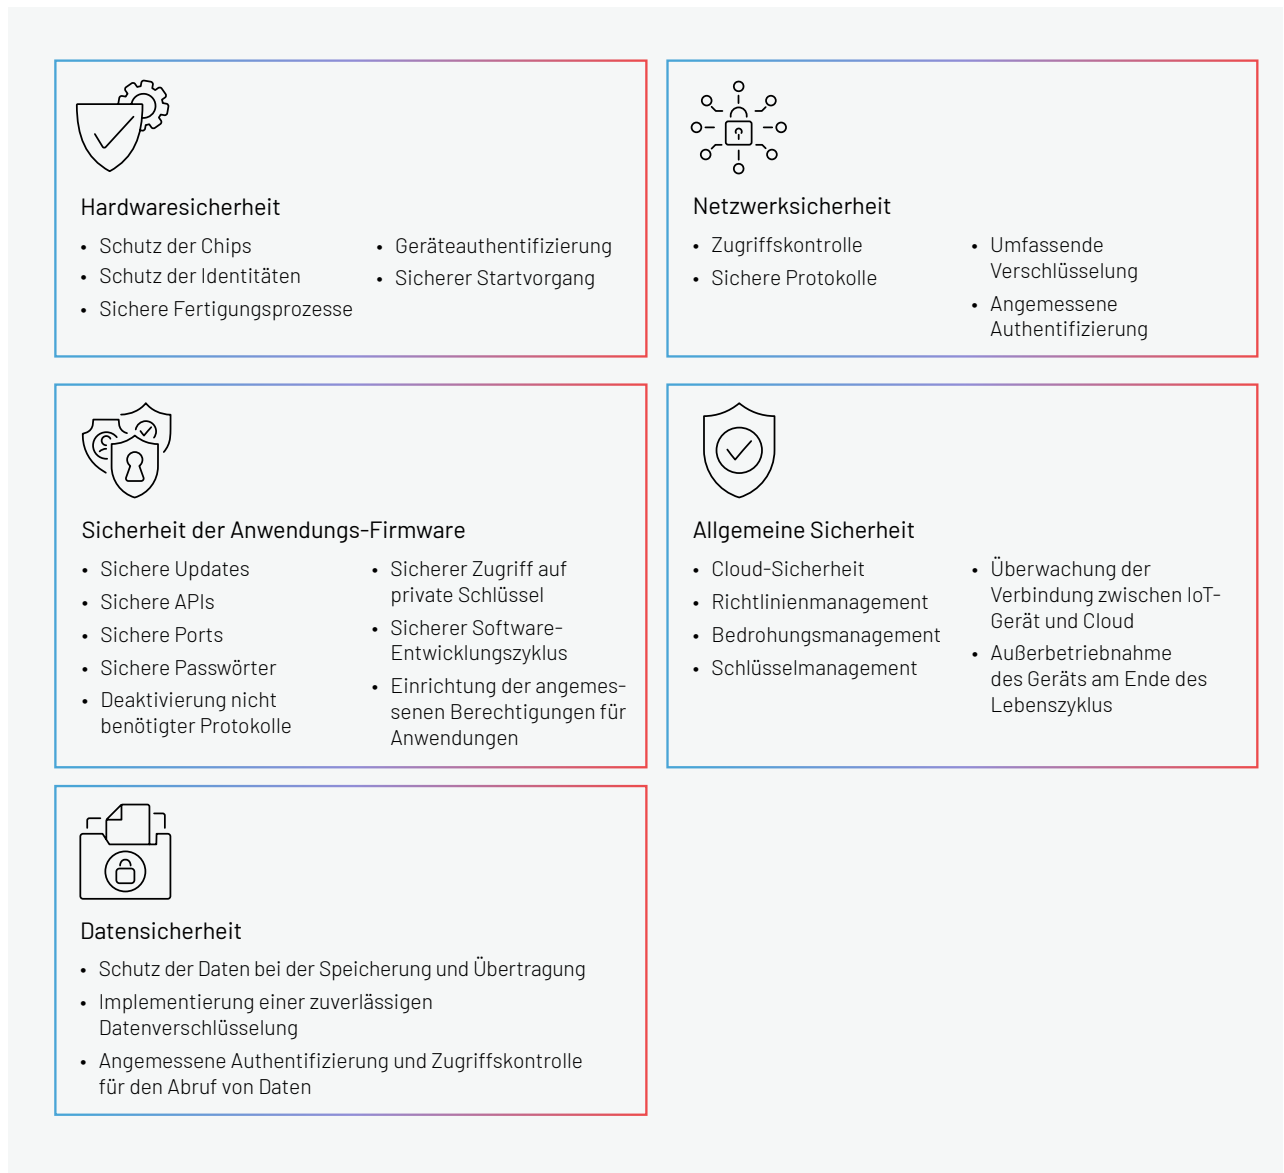 Hardwaresicherheit
• Schutz der Chips
• Schutz der Identitäten
• Sichere Fertigungsprozesse
• Geräteauthentifizierung
• Sicherer Startvorgang
Netzwerksicherheit
• Zugriffskontrolle
• Sichere Protokolle
• Umfassende
Verschlüsselung
• Angemessene
Authentifizierung
Sicherheit der Anwendungs-Firmware
• Sichere Updates
• Sichere APIs
• Sichere Ports
• Sichere Passwörter
• Deaktivierung nicht
benötigter Protokolle
• Sicherer Zugriff auf
private Schlüssel
• Sicherer Software-
Entwicklungszyklus
• Einrichtung der angemes-
senen Berechtigungen für
Anwendungen
Allgemeine Sicherheit
• Cloud-Sicherheit
• Richtlinienmanagement
• Bedrohungsmanagement
• Schlüsselmanagement
• Überwachung der
Verbindung zwischen IoT-
Gerät und Cloud
• Außerbetriebnahme
des Geräts am Ende des
Lebenszyklus
Datensicherheit
• Schutz der Daten bei der Speicherung und Übertragung
• Implementierung einer zuverlässigen
Datenverschlüsselung
• Angemessene Authentifizierung und Zugriffskontrolle
für den Abruf von Daten